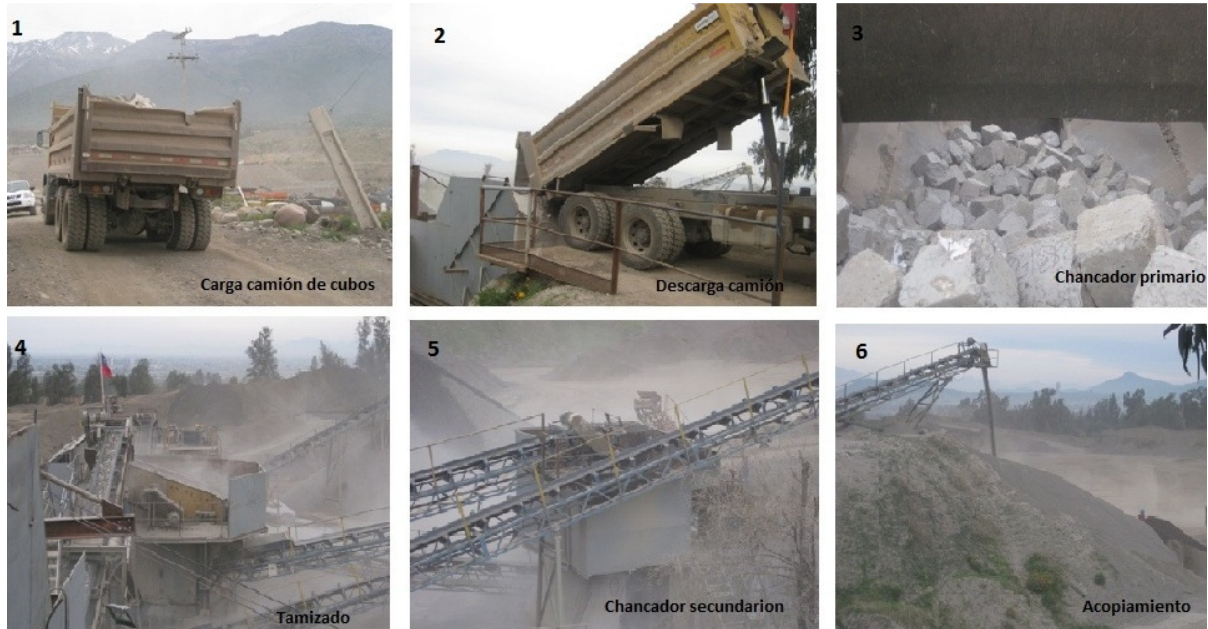 1
Carga camión de cubos
2
Descarga camión
3
Chancador primario
4
Tamizado
5
Chancador secundarion
6
Acopiamiento